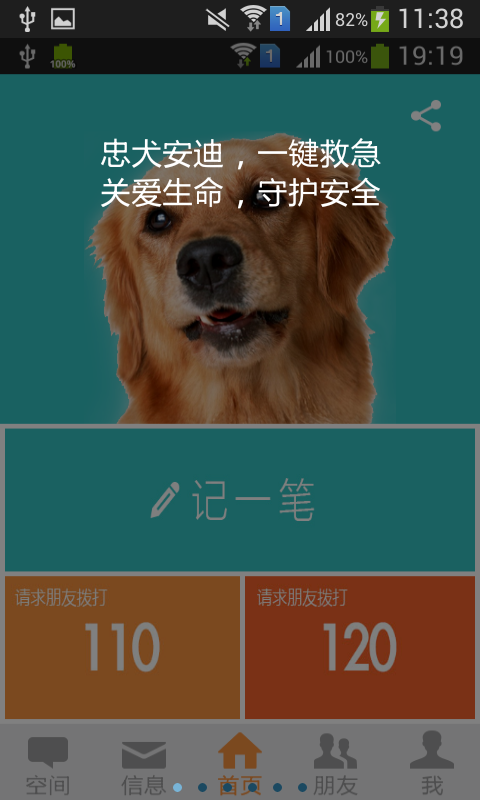 1 82% 11:38
100% 1 100% 19:19
忠犬安迪，一键救急
关爱生命，守护安全
记一笔
请求朋友拨打 请求朋友拨打
110 120
空间 信息 首页 朋友 我